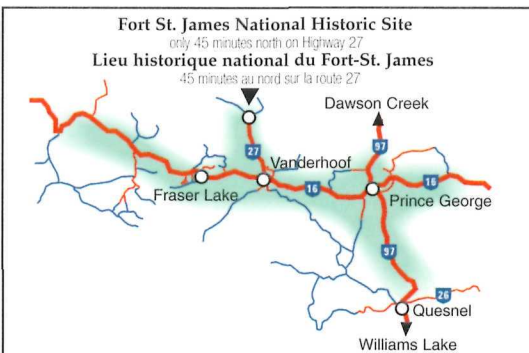 Fort St. James National Historic Site
only 45 minutes north on Highway 27
Lieu historique national du Fort-St. James
45 minutes au nord sur la route 27
Dawson Creek
97
27
Vanderhoof
16
16
Fraser Lake
Prince George
97
26
Quesnel
Williams Lake